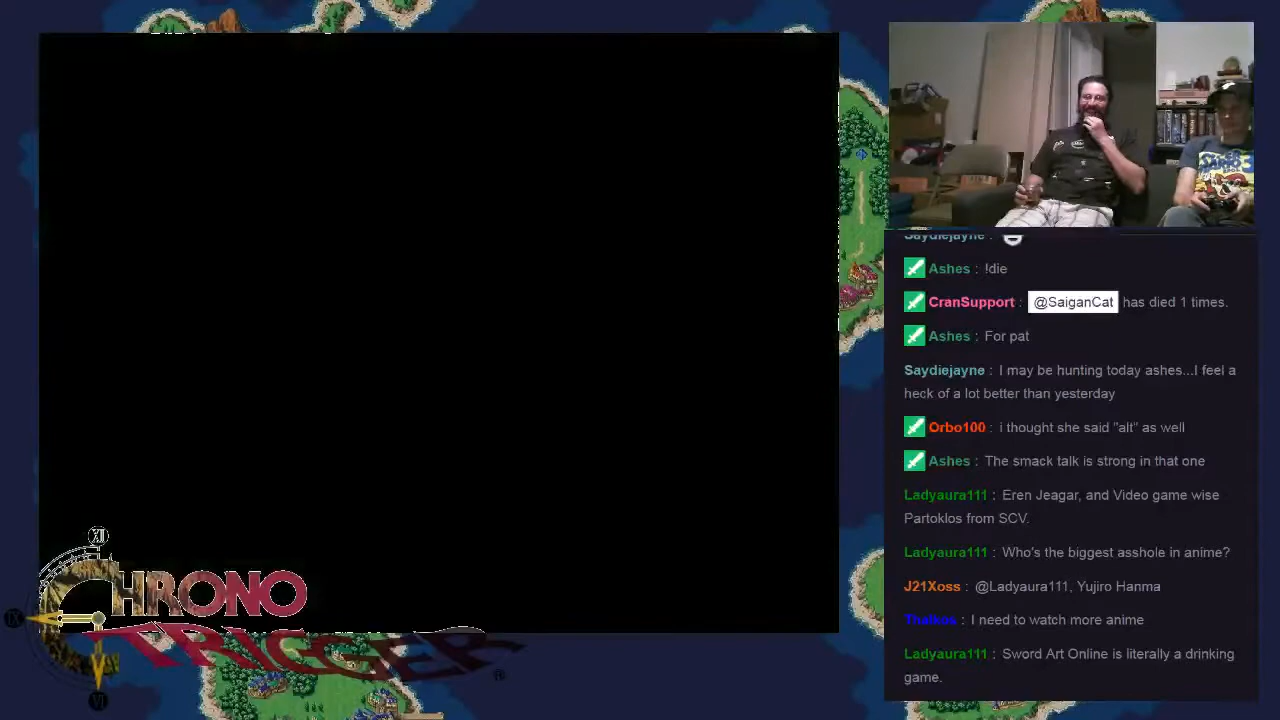 XII
CHRONO
TRIGGER
IX
VI
®
Saydiejayne :
Ashes : !die
CranSupport : @SaiganCat has died 1 times.
Ashes : For pat
Saydiejayne : I may be hunting today ashes...I feel a
heck of a lot better than yesterday
Orbo100 : i thought she said "alt" as well
Ashes : The smack talk is strong in that one
Ladyaura111 : Eren Jeagar, and Video game wise
Partoklos from SCV.
Ladyaura111 : Who's the biggest asshole in anime?
J21Xoss : @Ladyaura111, Yujiro Hanma
Thalkos : I need to watch more anime
Ladyaura111 : Sword Art Online is literally a drinking
game.